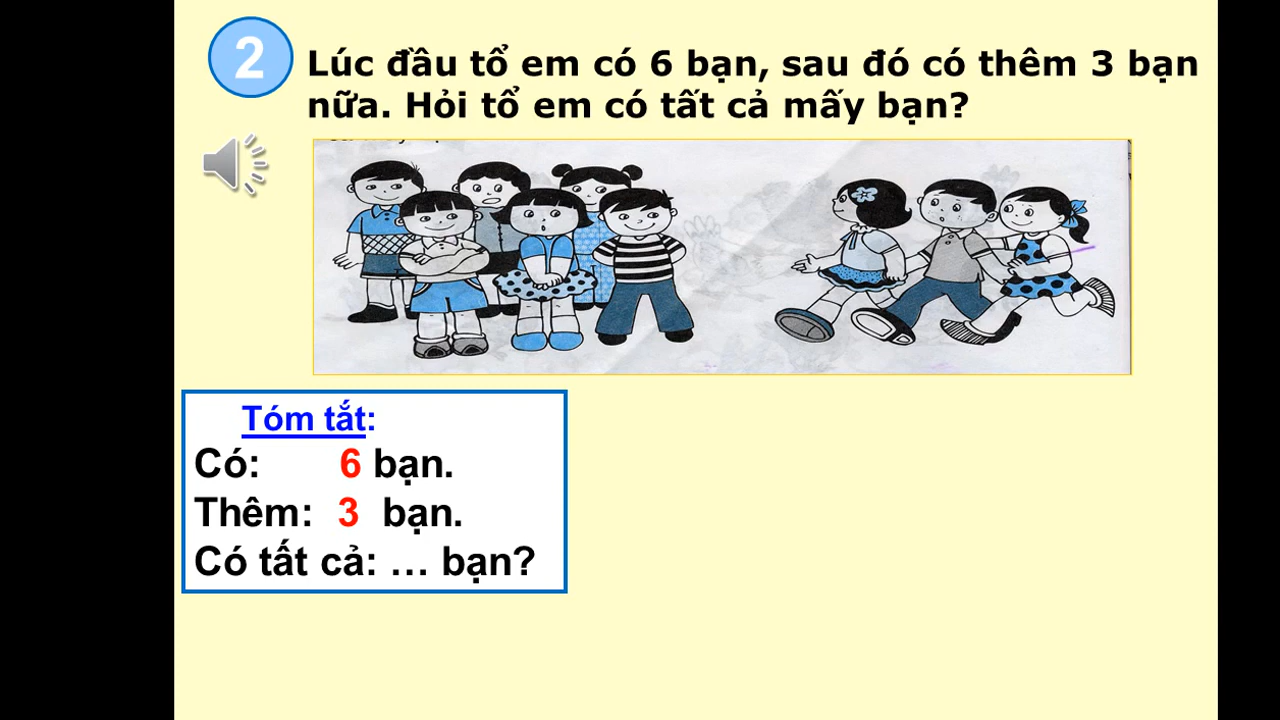 2
Lúc đầu tổ em có 6 bạn, sau đó có thêm 3 bạn
nữa. Hỏi tổ em có tất cả mấy bạn?
Tóm tắt:
Có: 6 bạn.
Thêm: 3 bạn.
Có tất cả: … bạn?